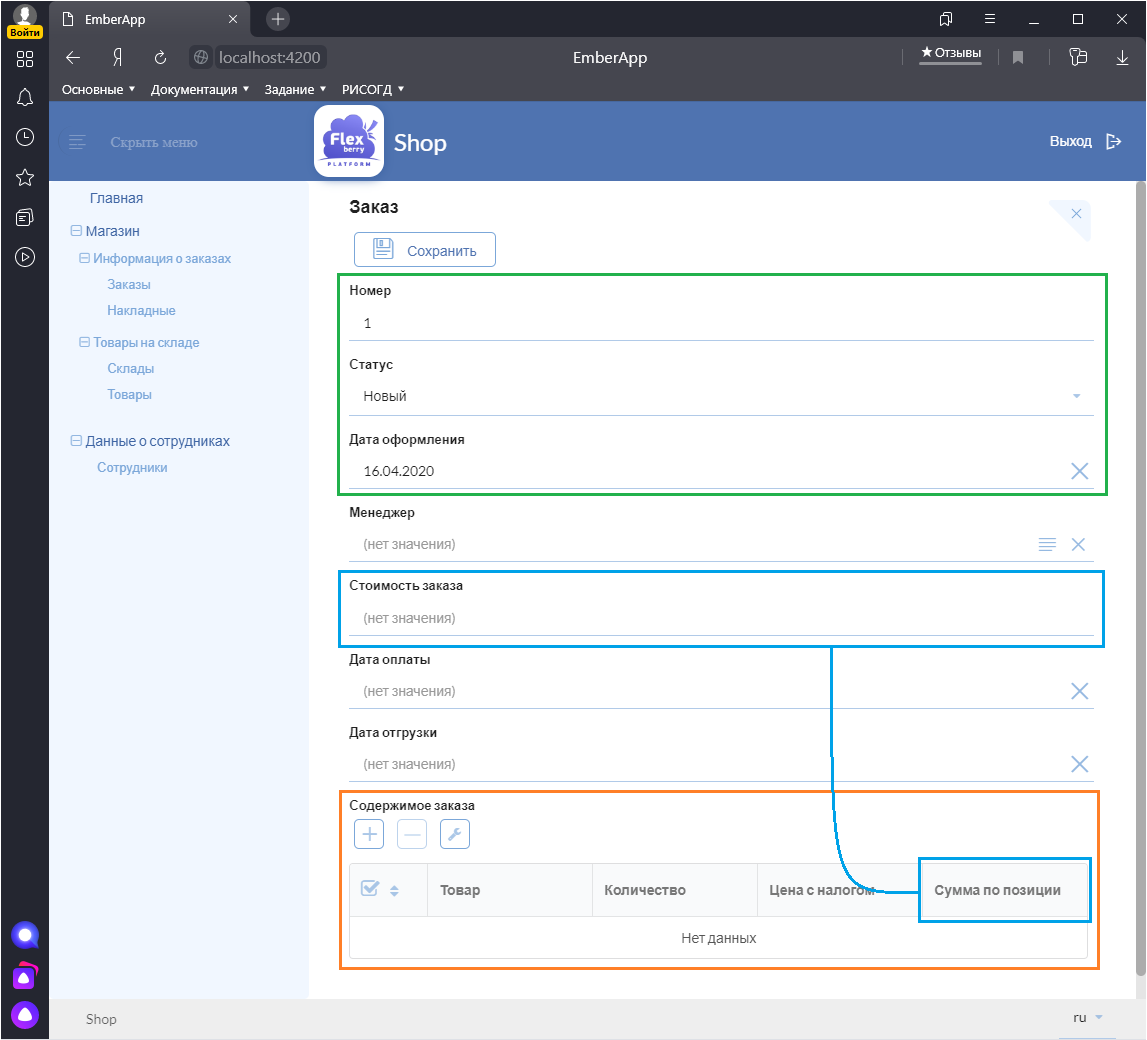 EmberApp
Войти
localhost:4200
EmberApp
★ Отзывы
Основные ▼ Документация ▼ Задание ▼ РИСОГД ▼
Скрыть меню
Flex
berry
PLATFORM
Shop
Выход
Главная
Магазин
Информация о заказах
Заказы
Накладные
Товары на складе
Склады
Товары
Данные о сотрудниках
Сотрудники
Заказ
Сохранить
Номер
1
Статус
Новый
Дата оформления
16.04.2020
Менеджер
(нет значения)
Стоимость заказа
(нет значения)
Дата оплаты
(нет значения)
Дата отгрузки
(нет значения)
Содержимое заказа
Товар Количество Цена с налогом Сумма по позиции
Нет данных
Shop
ru